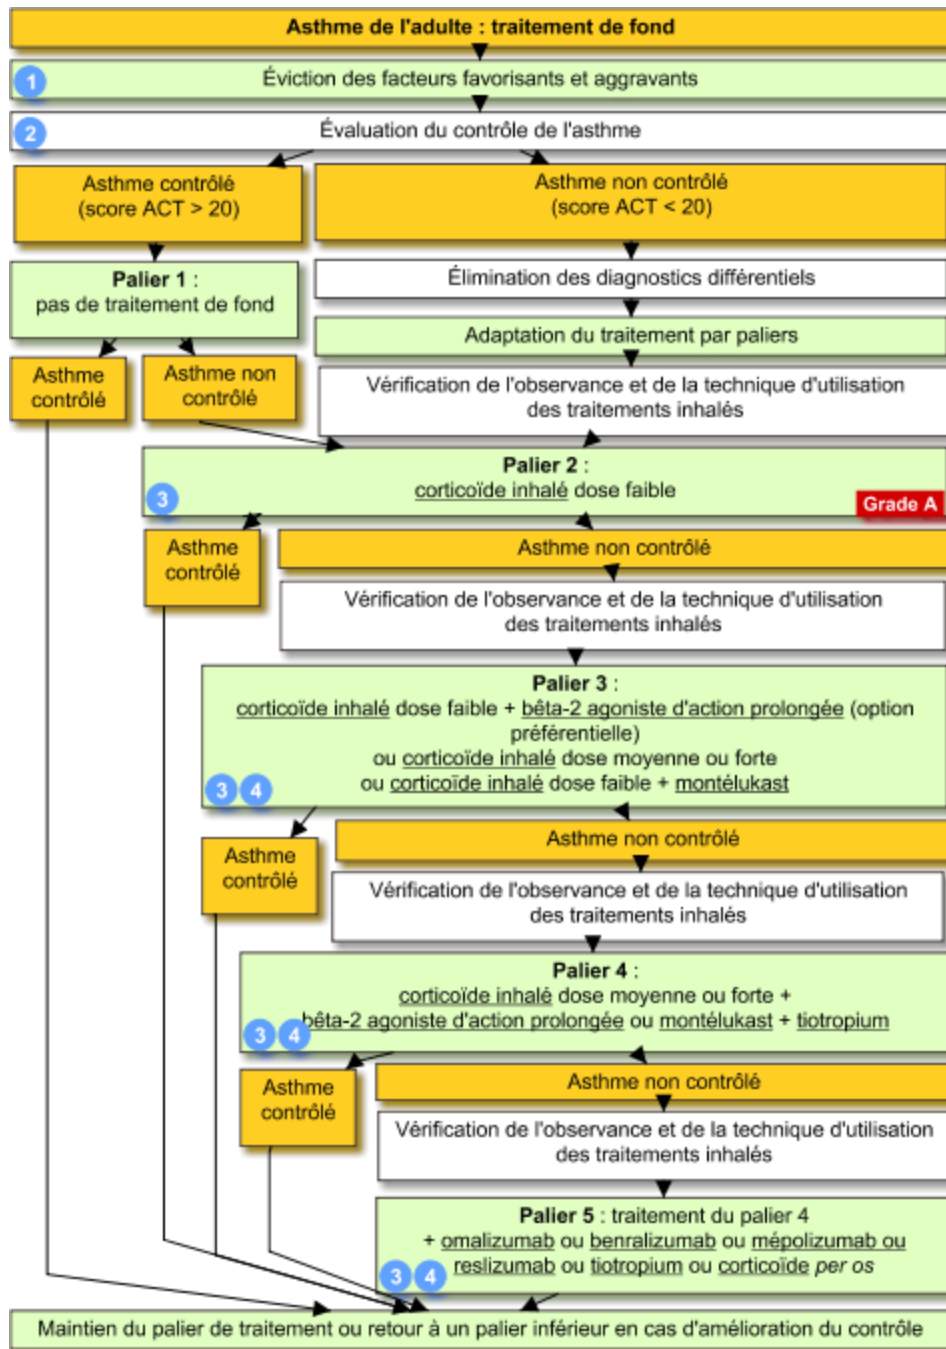 Asthme de l'adulte : traitement de fond
1
Éviction des facteurs favorisants et aggravants
2
Évaluation du contrôle de l'asthme
Asthme contrôlé
(score ACT > 20)
Asthme non contrôlé
(score ACT < 20)
Palier 1 :
pas de traitement de fond
Élimination des diagnostics différentiels
Adaptation du traitement par paliers
Asthme
contrôlé
Asthme non
contrôlé
Vérification de l'observance et de la technique d'utilisation
des traitements inhalés
Palier 2 :
corticoïde inhalé dose faible
3
Grade A
Asthme
contrôlé
Asthme non contrôlé
Vérification de l'observance et de la technique d'utilisation
des traitements inhalés
Palier 3 :
corticoïde inhalé dose faible + bêta-2 agoniste d'action prolongée (option
préférentielle)
ou corticoïde inhalé dose moyenne ou forte
ou corticoïde inhalé dose faible + montélukast
3 4
Asthme
contrôlé
Asthme non contrôlé
Vérification de l'observance et de la technique d'utilisation
des traitements inhalés
Palier 4 :
corticoïde inhalé dose moyenne ou forte +
bêta-2 agoniste d'action prolongée ou montélukast + tiotropium
3 4
Asthme
contrôlé
Asthme non contrôlé
Vérification de l'observance et de la technique d'utilisation
des traitements inhalés
Palier 5 : traitement du palier 4
+ omalizumab ou benralizumab ou mépolizumab ou
reslizumab ou tiotropium ou corticoïde per os
3 4
Maintien du palier de traitement ou retour à un palier inférieur en cas d'amélioration du contrôle